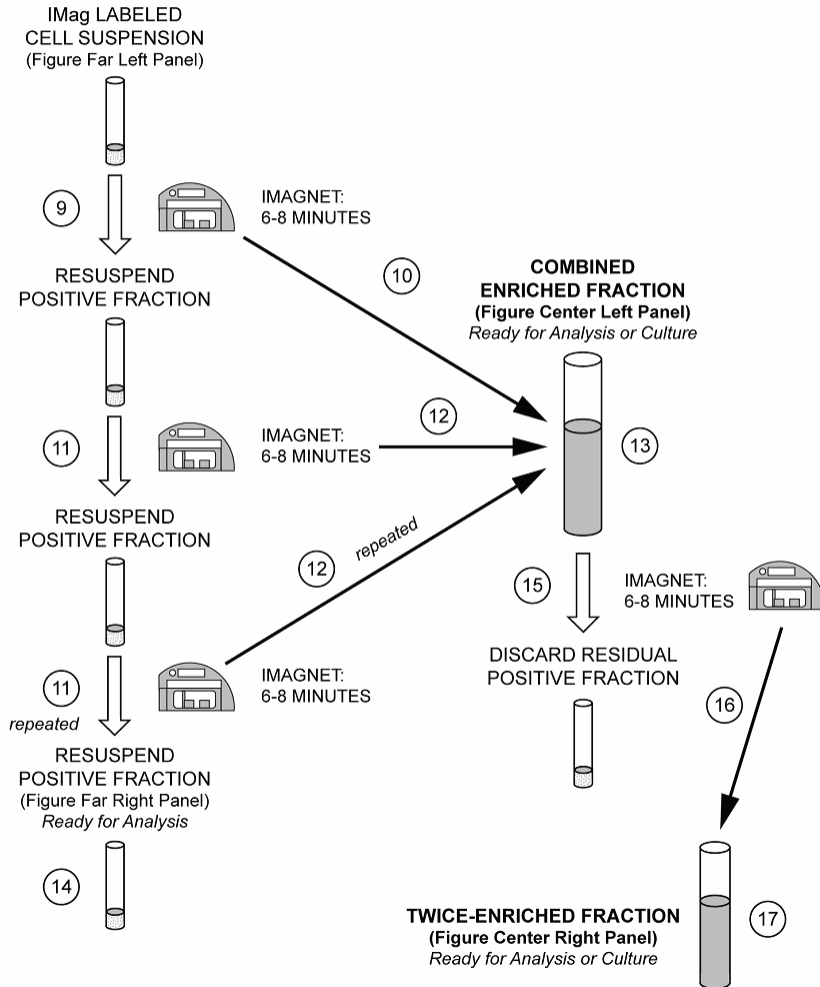 IMag LABELED
CELL SUSPENSION
(Figure Far Left Panel)
9
IMAGNET:
6-8 MINUTES
10
RESUSPEND
POSITIVE FRACTION
COMBINED
ENRICHED FRACTION
(Figure Center Left Panel)
Ready for Analysis or Culture
11
IMAGNET:
6-8 MINUTES
12
13
RESUSPEND
POSITIVE FRACTION
12
repeated
15
IMAGNET:
6-8 MINUTES
DISCARD RESIDUAL
POSITIVE FRACTION
11
repeated
IMAGNET:
6-8 MINUTES
16
RESUSPEND
POSITIVE FRACTION
(Figure Far Right Panel)
Ready for Analysis
14
TWICE-ENRICHED FRACTION
(Figure Center Right Panel)
Ready for Analysis or Culture
17